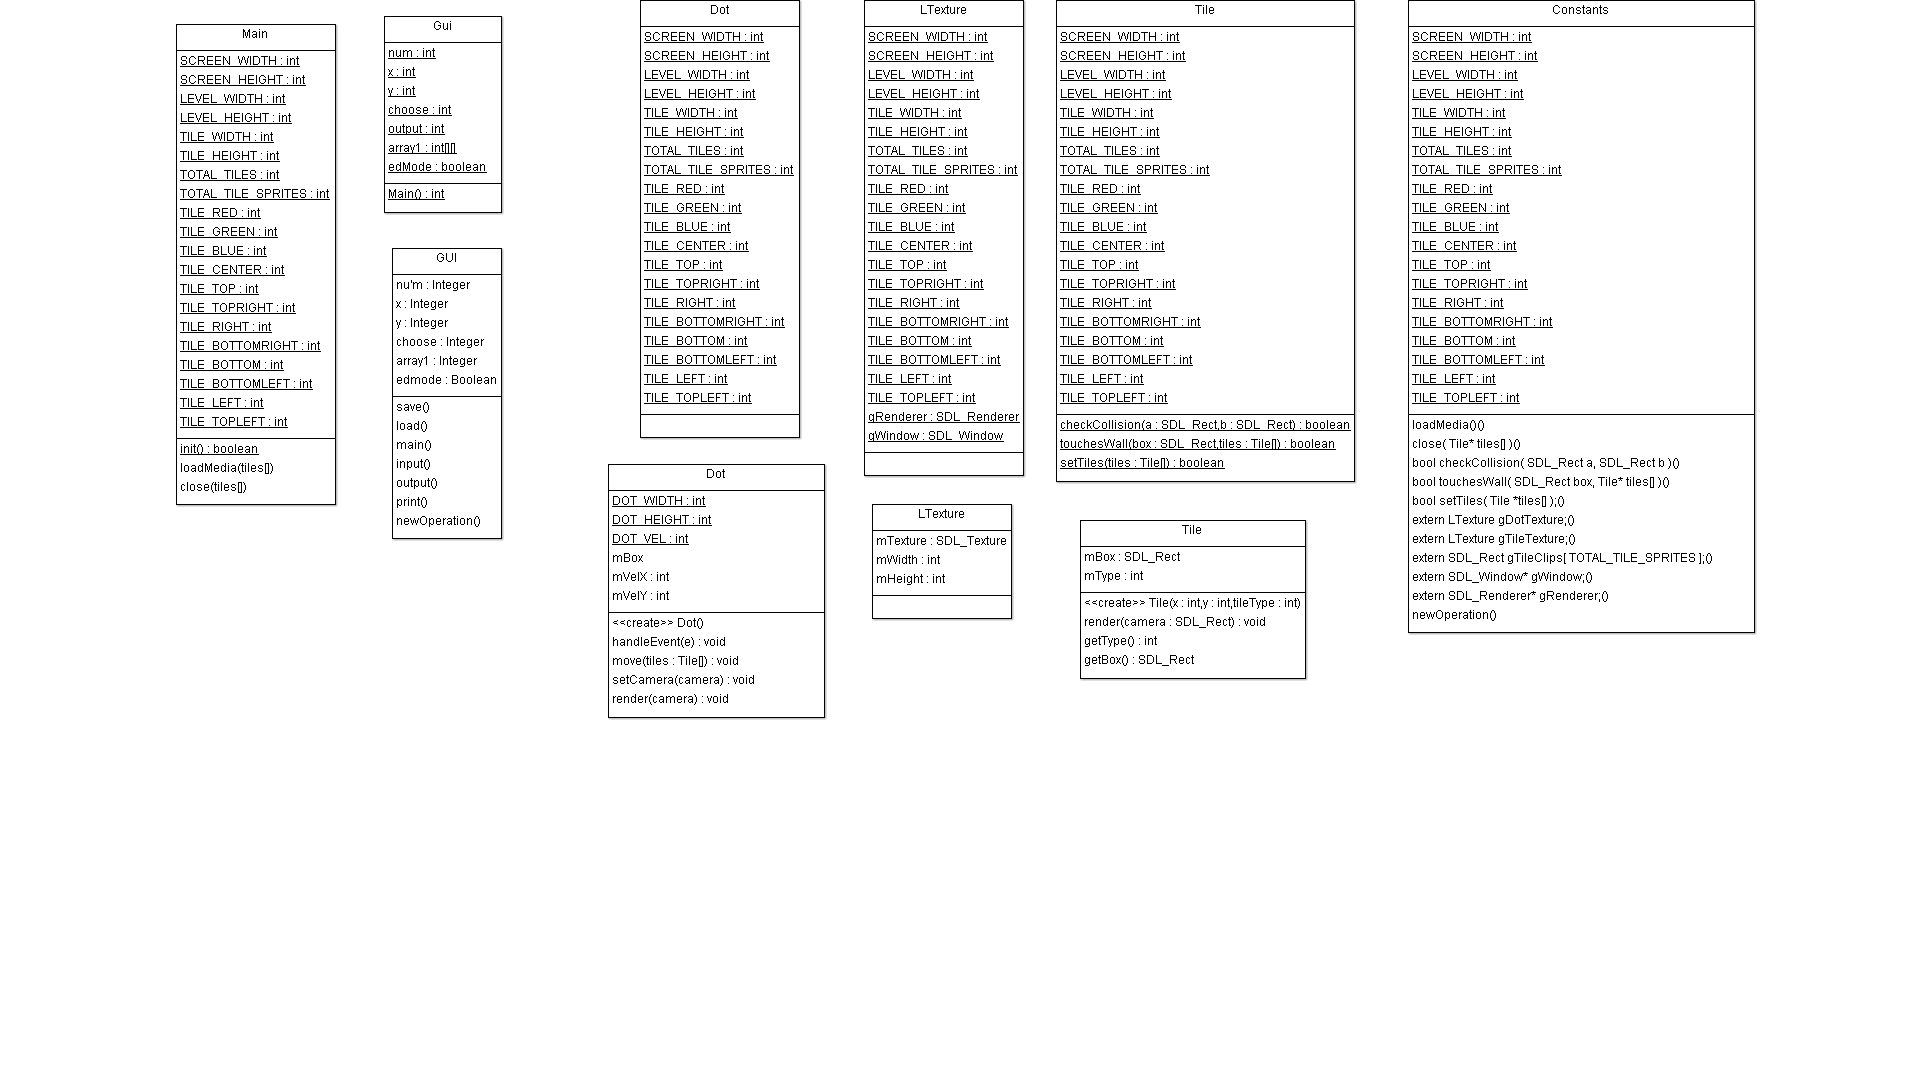 Main
SCREEN_WIDTH : int
SCREEN_HEIGHT : int
LEVEL_WIDTH : int
LEVEL_HEIGHT : int
TILE_WIDTH : int
TILE_HEIGHT : int
TOTAL_TILES : int
TOTAL_TILE_SPRITES : int
TILE_RED : int
TILE_GREEN : int
TILE_BLUE : int
TILE_CENTER : int
TILE_TOP : int
TILE_TOPRIGHT : int
TILE_RIGHT : int
TILE_BOTTOMRIGHT : int
TILE_BOTTOM : int
TILE_BOTTOMLEFT : int
TILE_LEFT : int
TILE_TOPLEFT : int
init() : boolean
loadMedia(tiles[])
close(tiles[])
Gui
num : int
x : int
y : int
choose : int
output : int
array1 : int[][]
edMode : boolean
Main() : int
GUI
nu'm : Integer
x : Integer
y : Integer
choose : Integer
array1 : Integer
edmode : Boolean
save()
load()
main()
input()
output()
print()
newOperation()
Dot
SCREEN_WIDTH : int
SCREEN_HEIGHT : int
LEVEL_WIDTH : int
LEVEL_HEIGHT : int
TILE_WIDTH : int
TILE_HEIGHT : int
TOTAL_TILES : int
TOTAL_TILE_SPRITES : int
TILE_RED : int
TILE_GREEN : int
TILE_BLUE : int
TILE_CENTER : int
TILE_TOP : int
TILE_TOPRIGHT : int
TILE_RIGHT : int
TILE_BOTTOMRIGHT : int
TILE_BOTTOM : int
TILE_BOTTOMLEFT : int
TILE_LEFT : int
TILE_TOPLEFT : int
Dot
DOT_WIDTH : int
DOT_HEIGHT : int
DOT_VEL : int
mBox
mVelX : int
mVelY : int
<<create>> Dot()
handleEvent(e) : void
move(tiles : Tile[]) : void
setCamera(camera) : void
render(camera) : void
LTexture
SCREEN_WIDTH : int
SCREEN_HEIGHT : int
LEVEL_WIDTH : int
LEVEL_HEIGHT : int
TILE_WIDTH : int
TILE_HEIGHT : int
TOTAL_TILES : int
TOTAL_TILE_SPRITES : int
TILE_RED : int
TILE_GREEN : int
TILE_BLUE : int
TILE_CENTER : int
TILE_TOP : int
TILE_TOPRIGHT : int
TILE_RIGHT : int
TILE_BOTTOMRIGHT : int
TILE_BOTTOM : int
TILE_BOTTOMLEFT : int
TILE_LEFT : int
TILE_TOPLEFT : int
gRenderer : SDL_Renderer
gWindow : SDL_Window
LTexture
mTexture : SDL_Texture
mWidth : int
mHeight : int
Tile
SCREEN_WIDTH : int
SCREEN_HEIGHT : int
LEVEL_WIDTH : int
LEVEL_HEIGHT : int
TILE_WIDTH : int
TILE_HEIGHT : int
TOTAL_TILES : int
TOTAL_TILE_SPRITES : int
TILE_RED : int
TILE_GREEN : int
TILE_BLUE : int
TILE_CENTER : int
TILE_TOP : int
TILE_TOPRIGHT : int
TILE_RIGHT : int
TILE_BOTTOMRIGHT : int
TILE_BOTTOM : int
TILE_BOTTOMLEFT : int
TILE_LEFT : int
TILE_TOPLEFT : int
checkCollision(a : SDL_Rect,b : SDL_Rect) : boolean
touchesWall(box : SDL_Rect,tiles : Tile[]) : boolean
setTiles(tiles : Tile[]) : boolean
Tile
mBox : SDL_Rect
mType : int
<<create>> Tile(x : int,y : int,tileType : int)
render(camera : SDL_Rect) : void
getType() : int
getBox() : SDL_Rect
Constants
SCREEN_WIDTH : int
SCREEN_HEIGHT : int
LEVEL_WIDTH : int
LEVEL_HEIGHT : int
TILE_WIDTH : int
TILE_HEIGHT : int
TOTAL_TILES : int
TOTAL_TILE_SPRITES : int
TILE_RED : int
TILE_GREEN : int
TILE_BLUE : int
TILE_CENTER : int
TILE_TOP : int
TILE_TOPRIGHT : int
TILE_RIGHT : int
TILE_BOTTOMRIGHT : int
TILE_BOTTOM : int
TILE_BOTTOMLEFT : int
TILE_LEFT : int
TILE_TOPLEFT : int
loadMedia()()
close( Tile* tiles[] )()
bool checkCollision( SDL_Rect a, SDL_Rect b )()
bool touchesWall( SDL_Rect box, Tile* tiles[] )()
bool setTiles( Tile *tiles[] );()
extern LTexture gDotTexture;()
extern LTexture gTileTexture;()
extern SDL_Rect gTileClips[ TOTAL_TILE_SPRITES ];()
extern SDL_Window* gWindow;()
extern SDL_Renderer* gRenderer;()
newOperation()